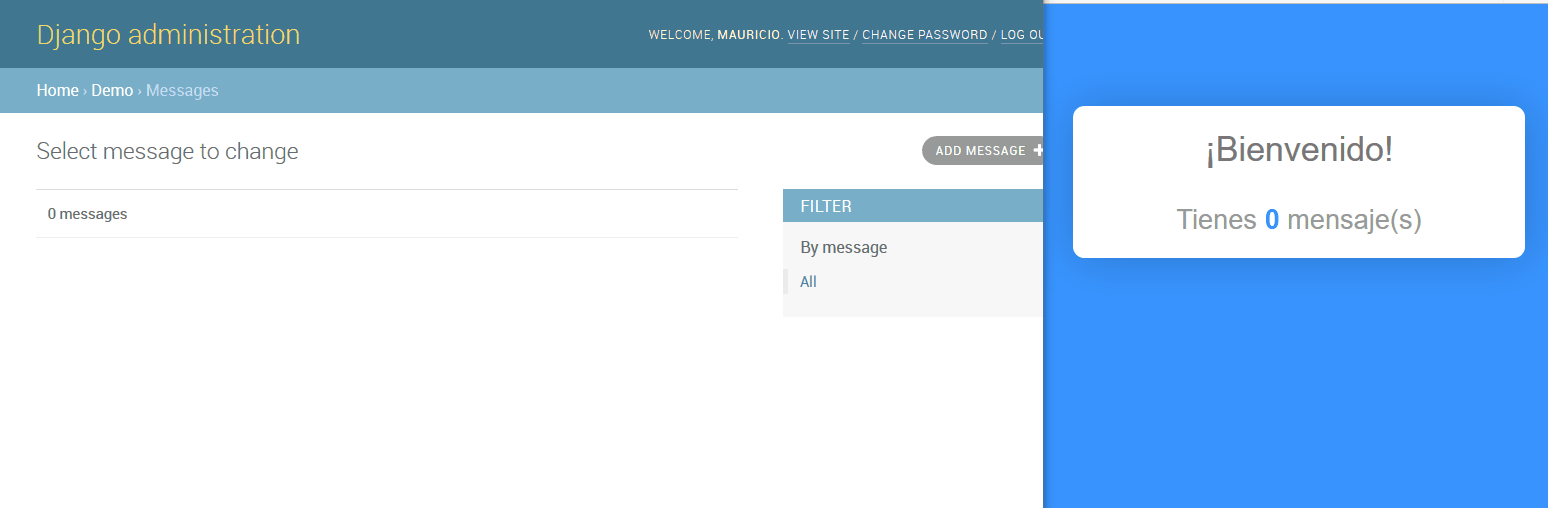 Django administration
WELCOME, MAURICIO. VIEW SITE / CHANGE PASSWORD / LOG OU
Home › Demo › Messages
Select message to change
ADD MESSAGE +
0 messages
FILTER
By message
All
¡Bienvenido!
Tienes 0 mensaje(s)